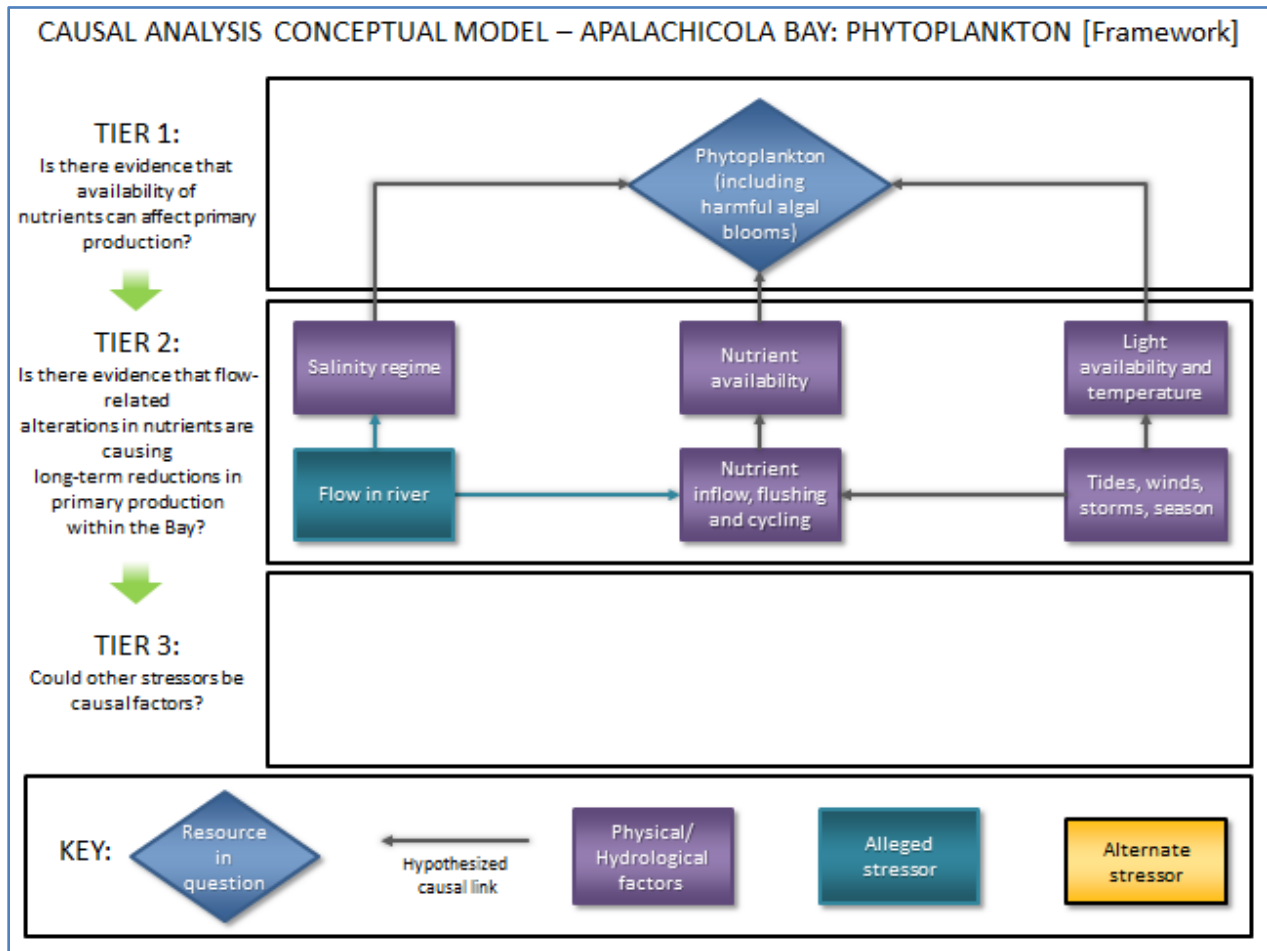 CAUSAL ANALYSIS CONCEPTUAL MODEL – APALACHICOLA BAY: PHYTOPLANKTON [Framework]
TIER 1:
Is there evidence that
availability of
nutrients can affect primary
production?
Phytoplankton
(including
harmful algal
blooms)
TIER 2:
Is there evidence that flow-
related
alterations in nutrients are
causing
long-term reductions in
primary production
within the Bay?
Salinity regime
Nutrient
availability
Light
availability and
temperature
Flow in river
Nutrient
inflow, flushing
and cycling
Tides, winds,
storms, season
TIER 3:
Could other stressors be
causal factors?
KEY:
Resource
in
question
Hypothesized
causal link
Physical/
Hydrological
factors
Alleged
stressor
Alternate
stressor